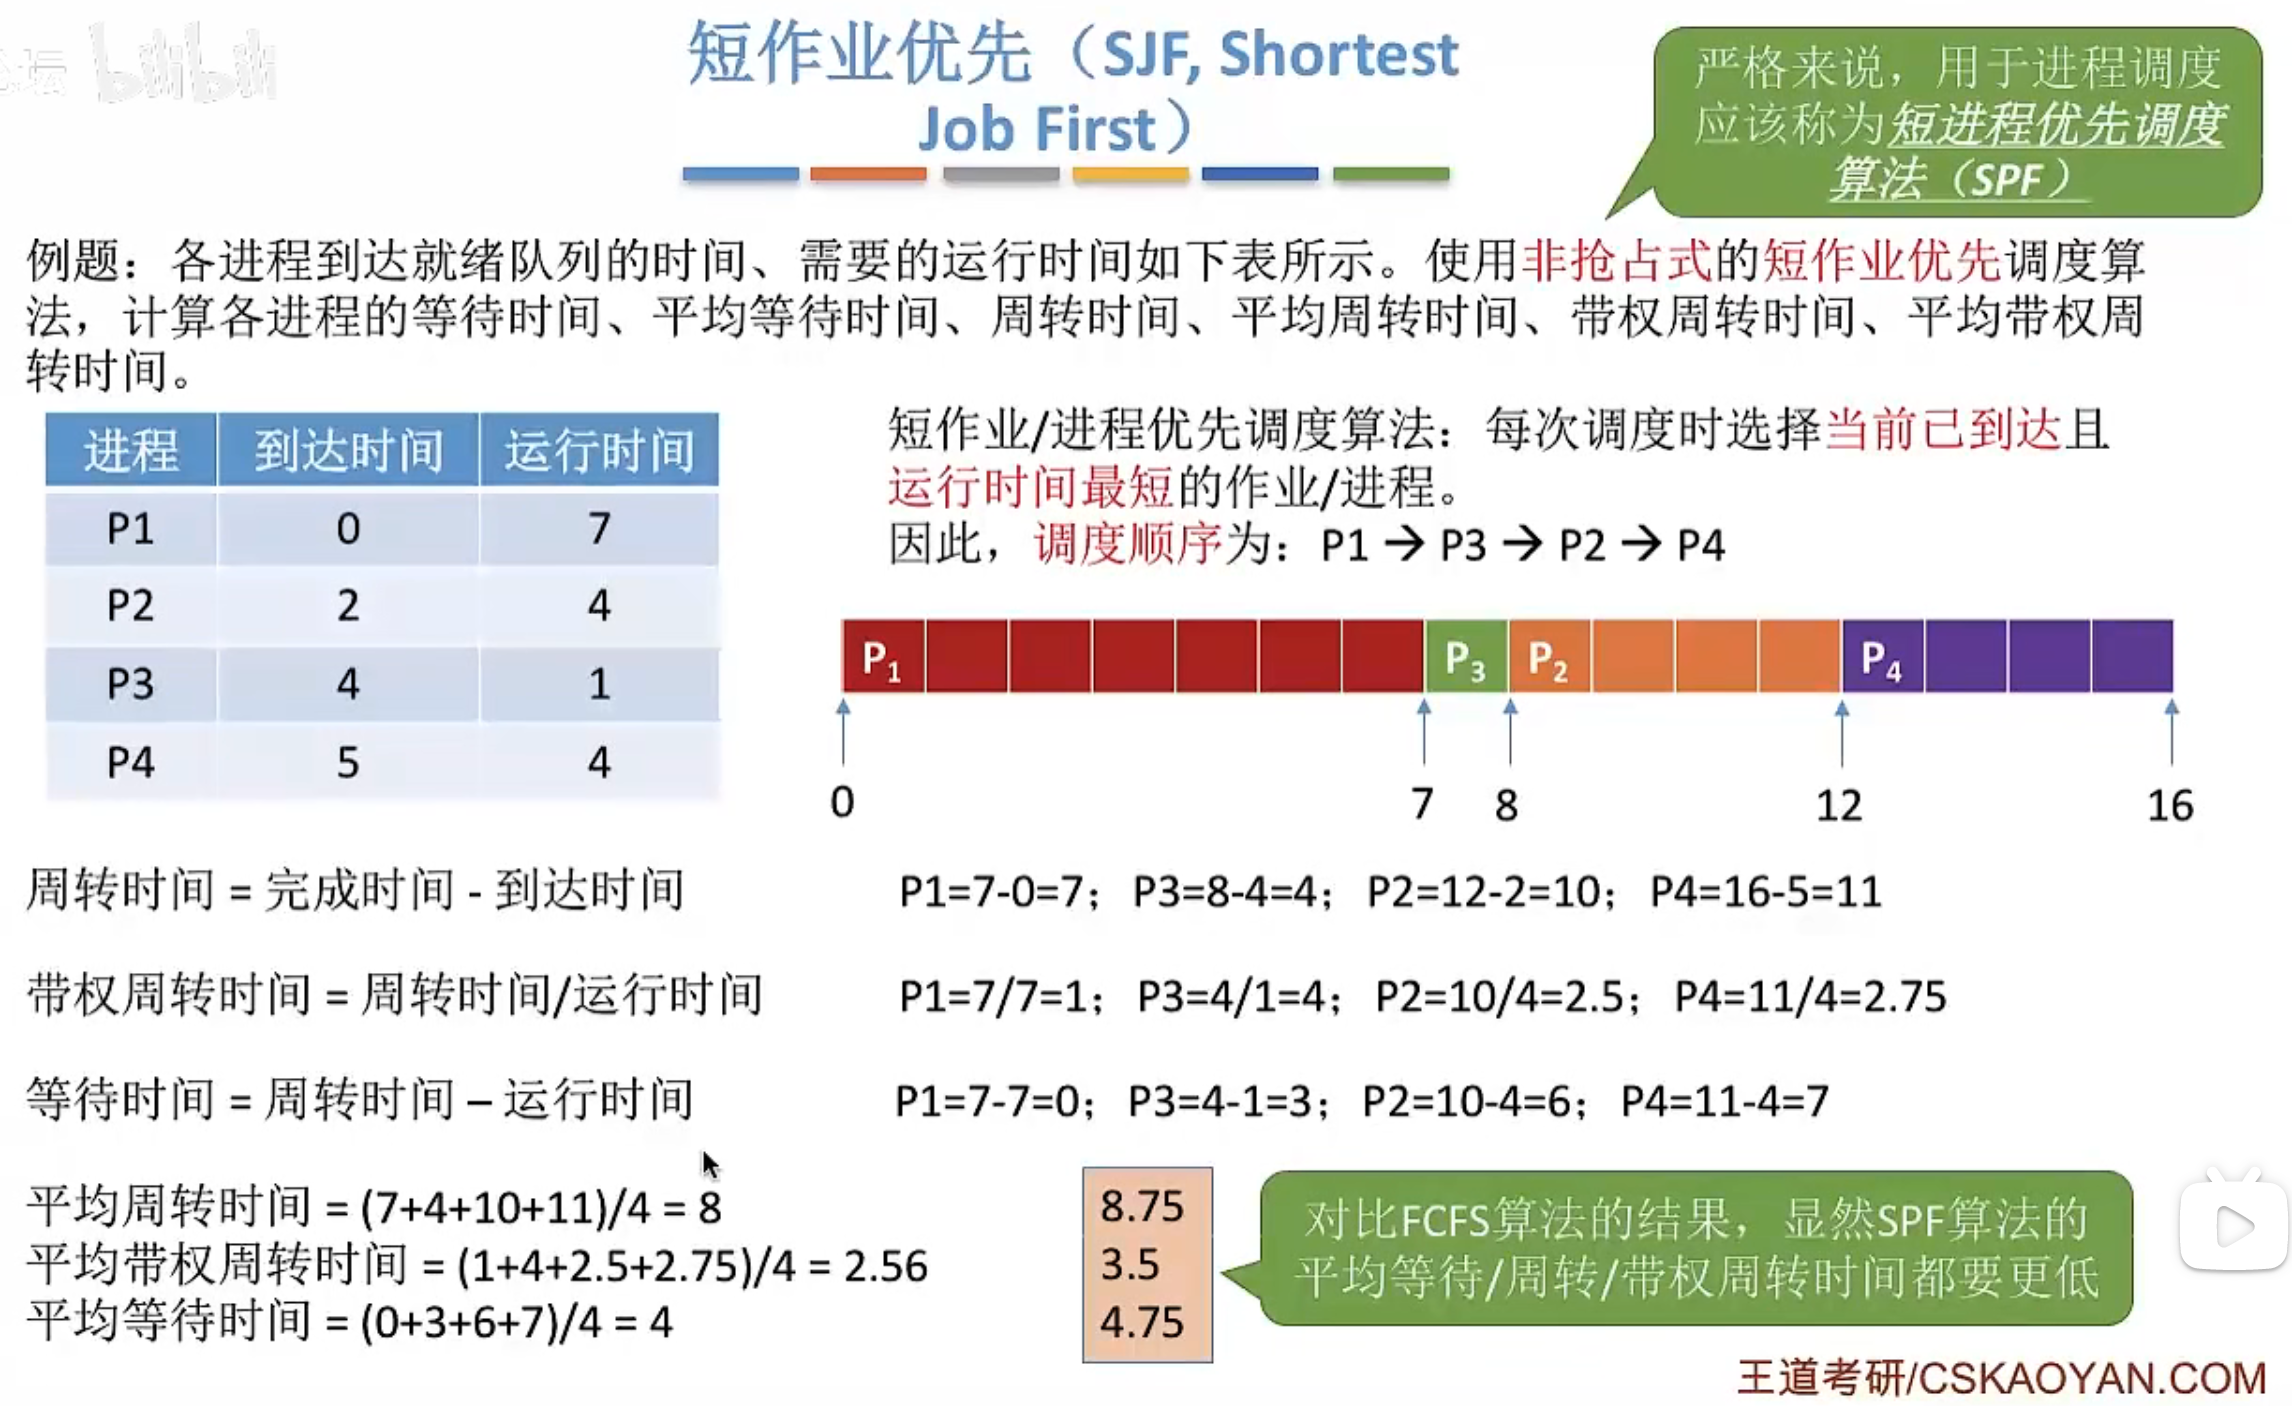 论坛 bilibili
短作业优先（SJF, Shortest
Job First）
严格来说，用于进程调度
应该称为短进程优先调度
算法（SPF）
例题：各进程到达就绪队列的时间、需要的运行时间如下表所示。使用非抢占式的短作业优先调度算
法，计算各进程的等待时间、平均等待时间、周转时间、平均周转时间、带权周转时间、平均带权周
转时间。
进程 到达时间 运行时间
P1 0 7
P2 2 4
P3 4 1
P4 5 4
短作业/进程优先调度算法：每次调度时选择当前已到达且
运行时间最短的作业/进程。
因此，调度顺序为：P1 → P3 → P2 → P4
P1 P3 P2 P4
0 7 8 12 16
周转时间 = 完成时间 - 到达时间
P1=7-0=7；P3=8-4=4；P2=12-2=10；P4=16-5=11
带权周转时间 = 周转时间/运行时间
P1=7/7=1；P3=4/1=4；P2=10/4=2.5；P4=11/4=2.75
等待时间 = 周转时间 – 运行时间
P1=7-7=0；P3=4-1=3；P2=10-4=6；P4=11-4=7
平均周转时间 = (7+4+10+11)/4 = 8
平均带权周转时间 = (1+4+2.5+2.75)/4 = 2.56
平均等待时间 = (0+3+6+7)/4 = 4
8.75
3.5
4.75
对比FCFS算法的结果，显然SPF算法的
平均等待/周转/带权周转时间都要更低
王道考研/CSKAOYAN.COM